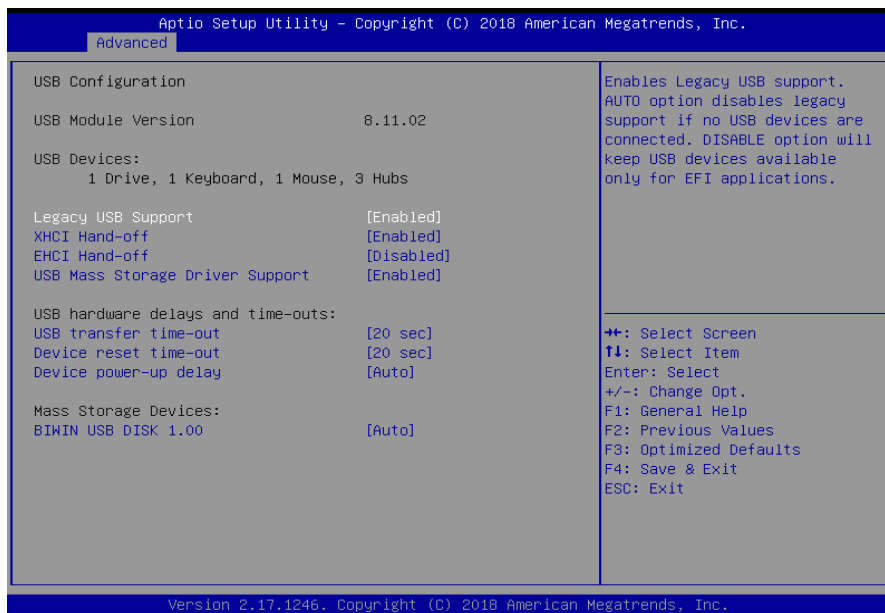 Aptio Setup Utility – Copyright (C) 2018 American Megatrends, Inc.
Advanced
USB Configuration
USB Module Version 8.11.02
USB Devices:
1 Drive, 1 Keyboard, 1 Mouse, 3 Hubs
Legacy USB Support [Enabled]
XHCI Hand-off [Enabled]
EHCI Hand-off [Disabled]
USB Mass Storage Driver Support [Enabled]
USB hardware delays and time-outs:
USB transfer time-out [20 sec]
Device reset time-out [20 sec]
Device power-up delay [Auto]
Mass Storage Devices:
BIWIN USB DISK 1.00 [Auto]
Enables Legacy USB support.
AUTO option disables legacy
support if no USB devices are
connected. DISABLE option will
keep USB devices available
only for EFI applications.
→←: Select Screen
↑↓: Select Item
Enter: Select
+/-: Change Opt.
F1: General Help
F2: Previous Values
F3: Optimized Defaults
F4: Save & Exit
ESC: Exit
Version 2.17.1246. Copyright (C) 2018 American Megatrends, Inc.